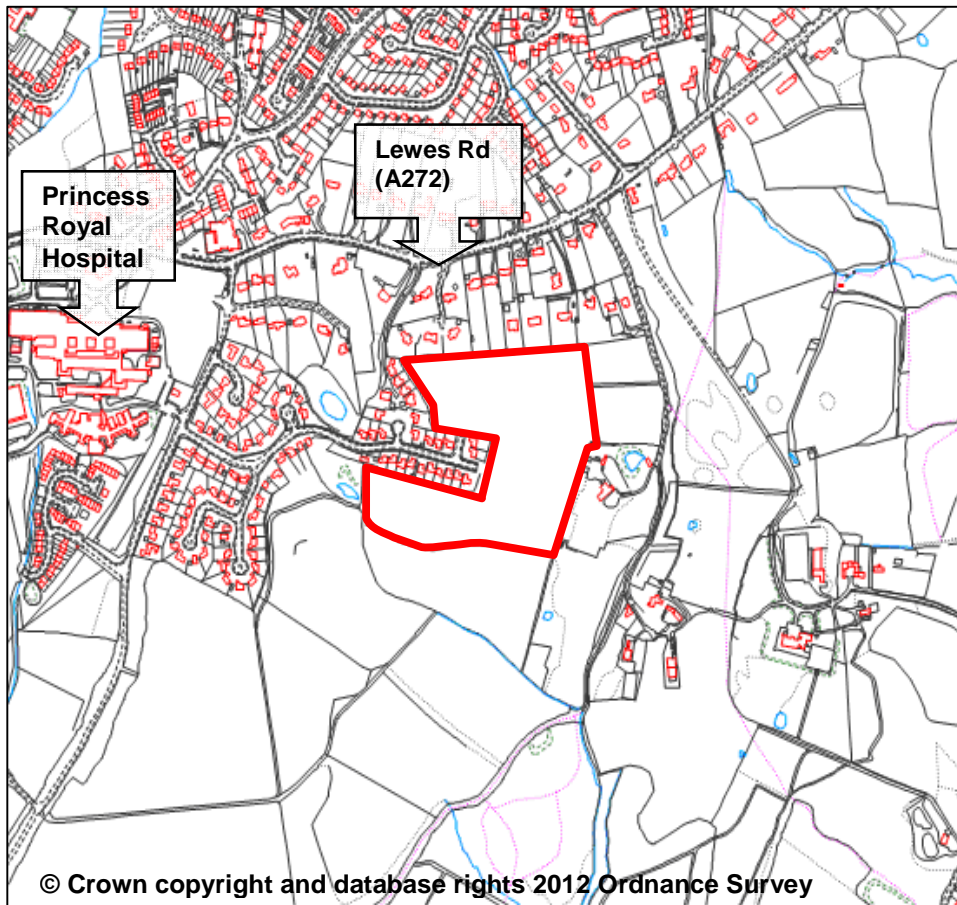 Lewes Rd
(A272)
Princess
Royal
Hospital
© Crown copyright and database rights 2012 Ordnance Survey